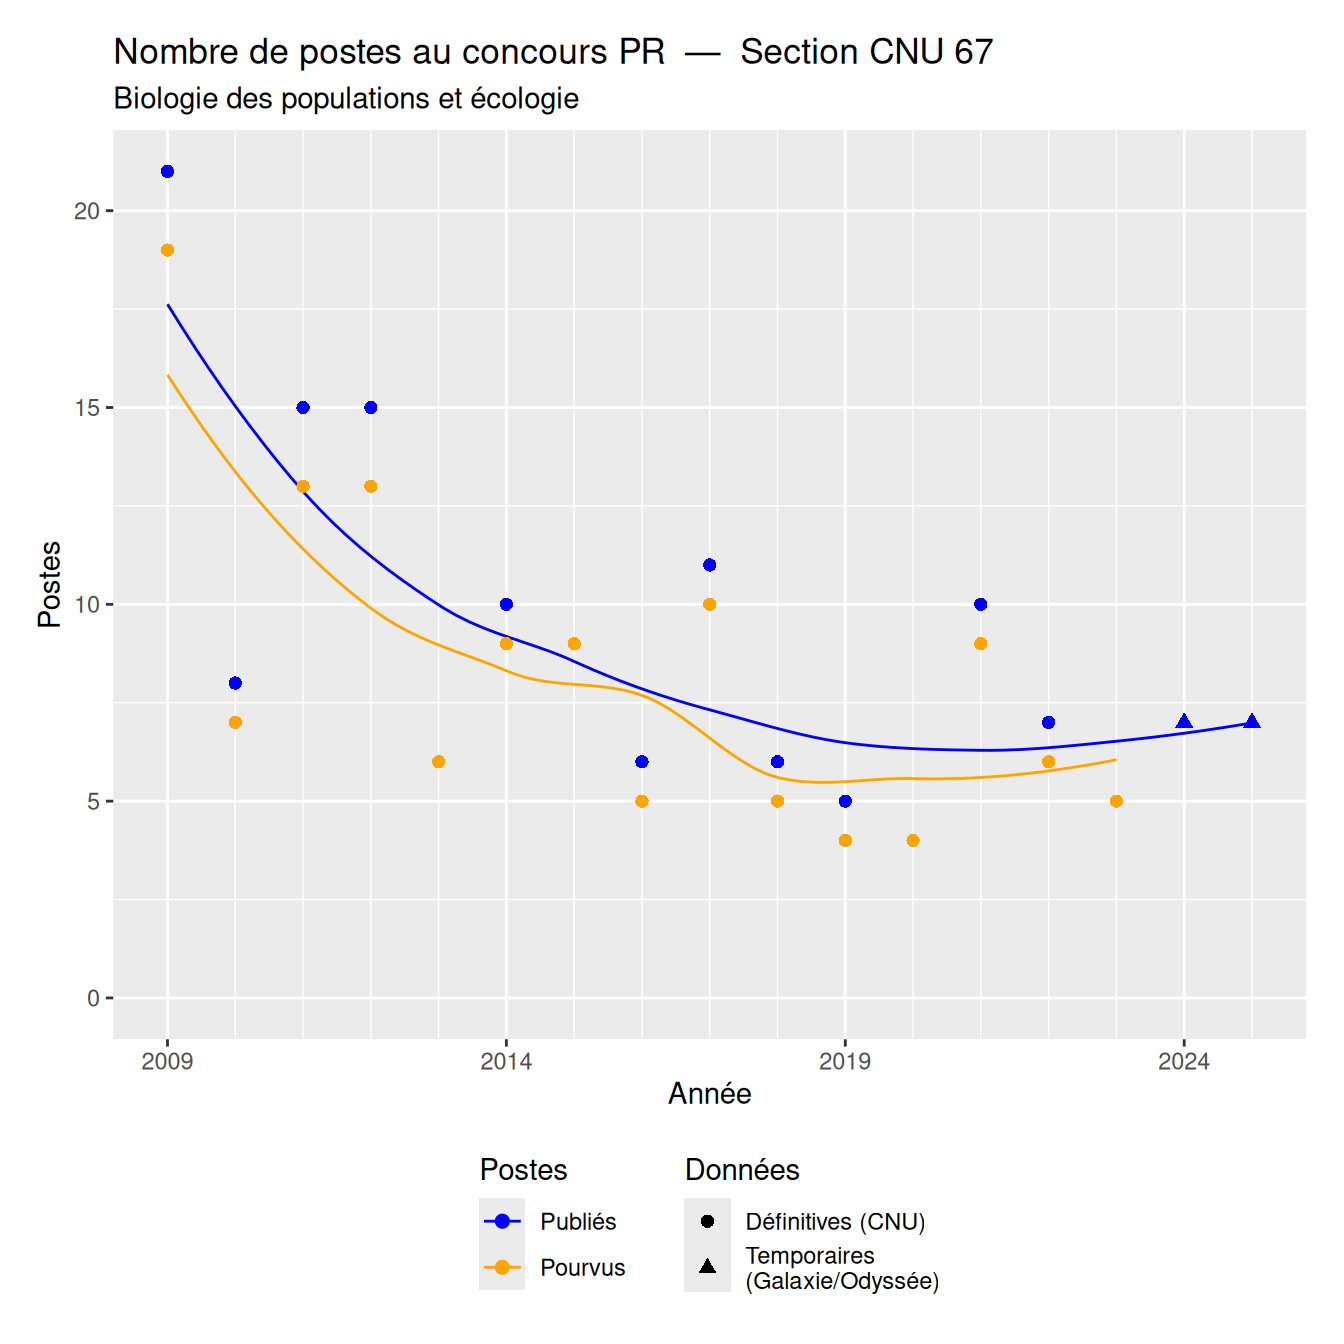 Nombre de postes au concours PR — Section CNU 67
Biologie des populations et écologie
Postes
20
15
10
5
0
2009 2014 2019 2024
Année
Postes
Publiés
Pourvus
Données
Définitives (CNU)
Temporaires
(Galaxie/Odyssée)